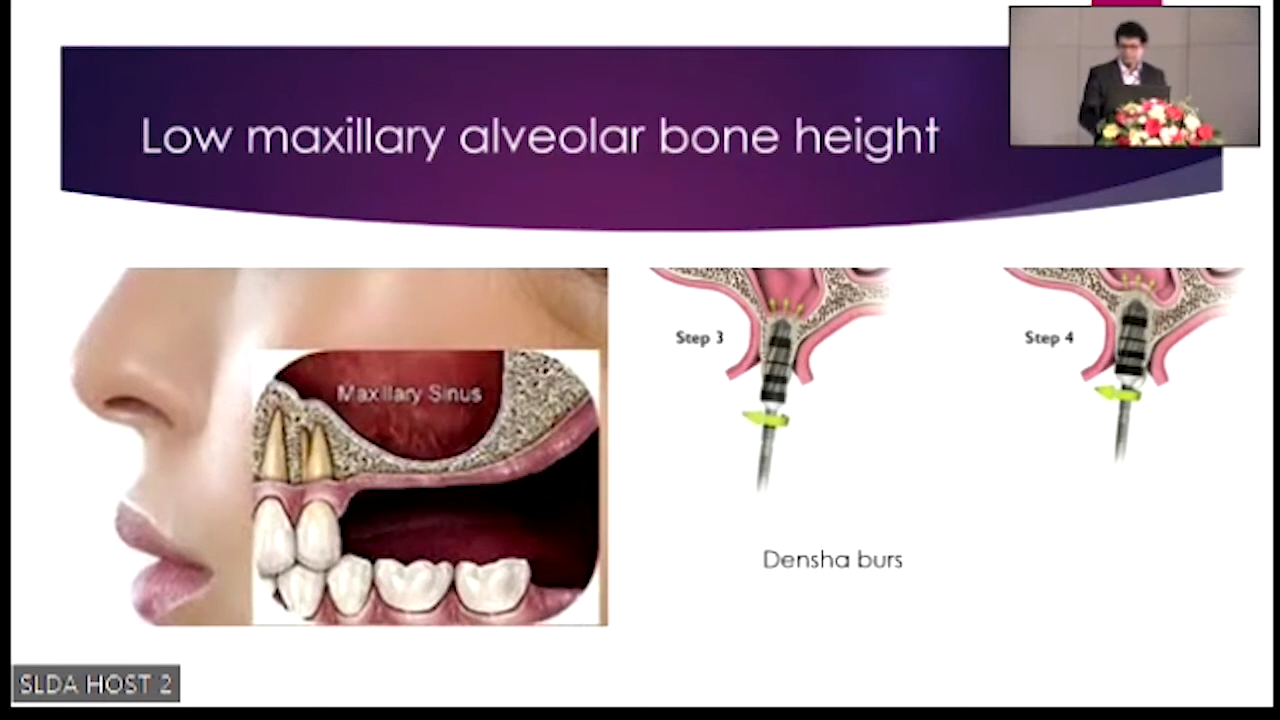 Low maxillary alveolar bone height
Maxillary Sinus
Step 3
Step 4
Densha burs
SLDA HOST 2